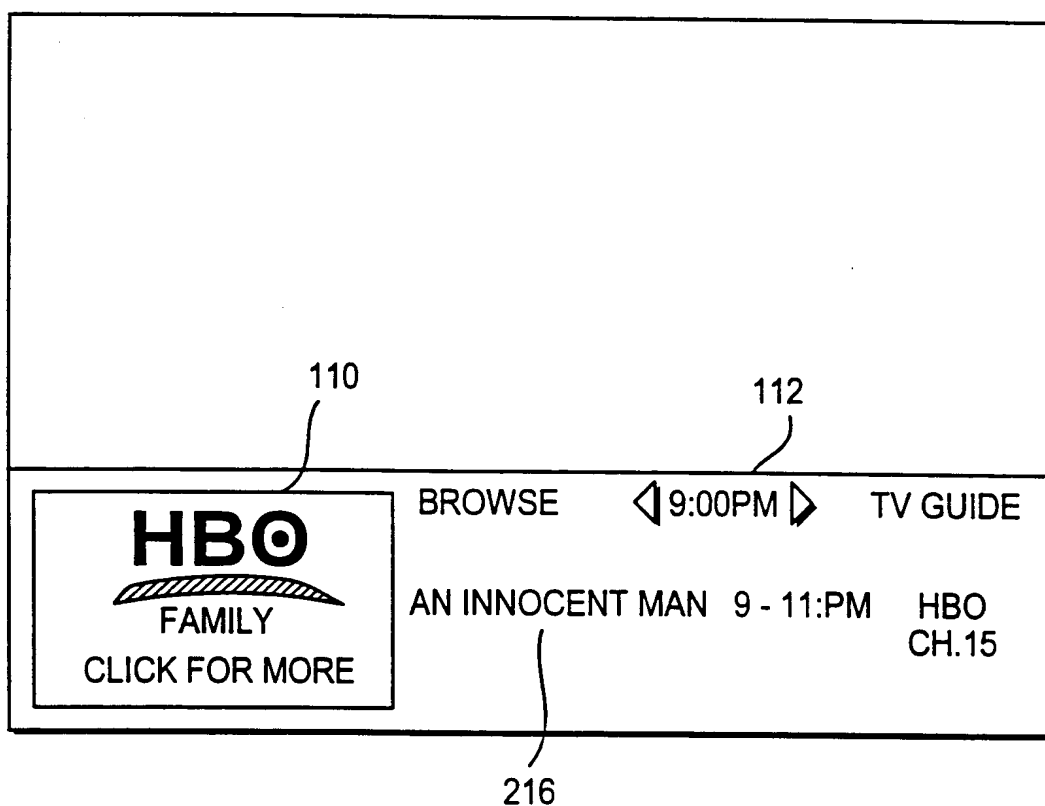 110
112
BROWSE 9:00PM TV GUIDE
HBO
FAMILY
CLICK FOR MORE
AN INNOCENT MAN 9 - 11:PM HBO
CH.15
216